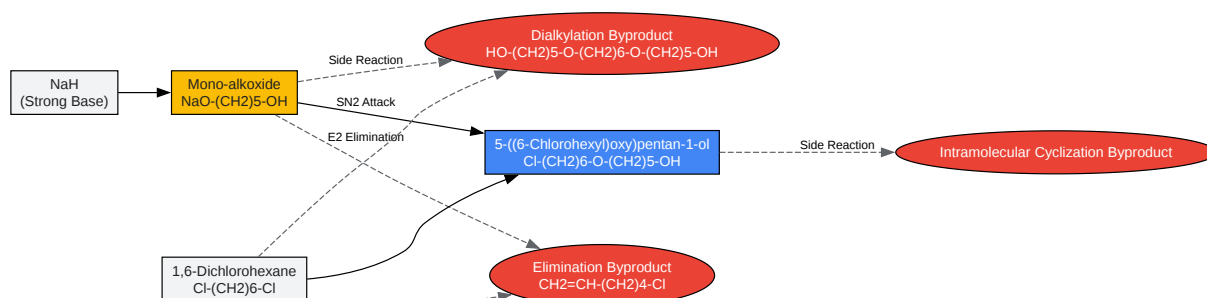 Dialkylation Byproduct
HO-(CH2)5-O-(CH2)6-O-(CH2)5-OH
Side Reaction
NaH
(Strong Base)
Mono-alkoxide
NaO-(CH2)5-OH
SN2 Attack
E2 Elimination
5-((6-Chlorohexyl)oxy)pentan-1-ol
Cl-(CH2)6-O-(CH2)5-OH
Side Reaction
Intramolecular Cyclization Byproduct
1,6-Dichlorohexane
Cl-(CH2)6-Cl
Elimination Byproduct
CH2=CH-(CH2)4-Cl